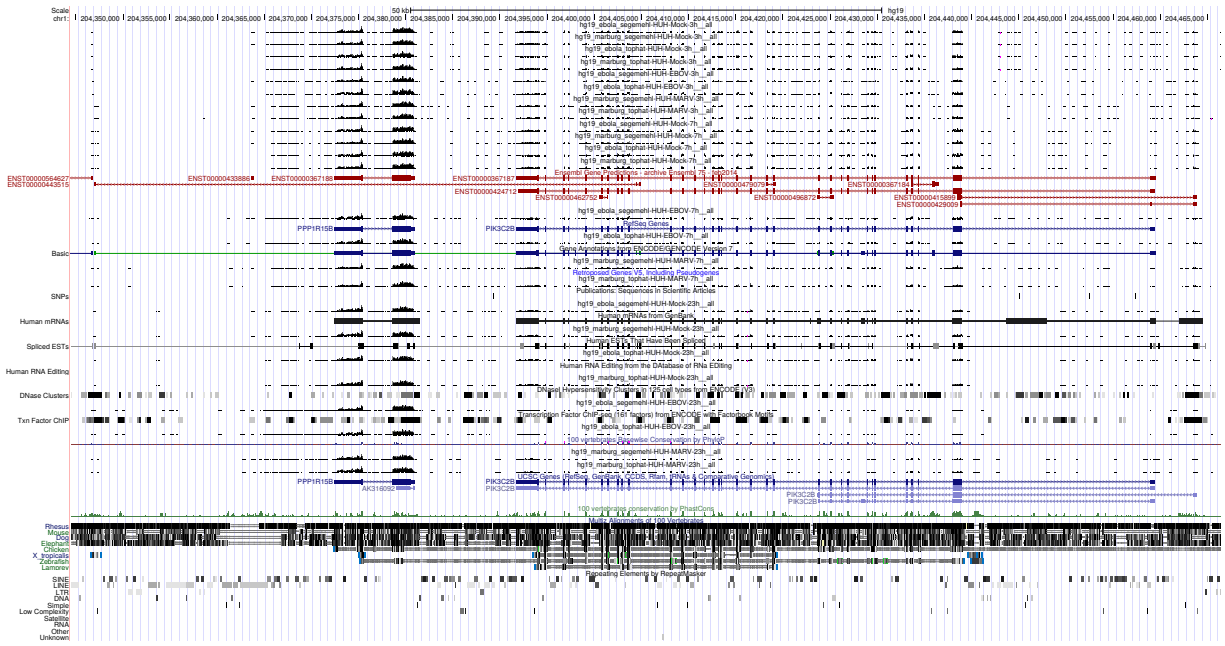 Scale 50 kb hg19
chr1: 204,350,000 204,355,000 204,360,000 204,365,000 204,370,000 204,375,000 204,380,000 204,385,000 204,390,000 204,395,000 204,400,000 204,405,000 204,410,000 204,415,000 204,420,000 204,425,000 204,430,000 204,435,000 204,440,000 204,445,000 204,450,000 204,455,000 204,460,000 204,465,000
hg19_ebola_segemehl-HUH-Mock-3h__all
hg19_marburg_segemehl-HUH-Mock-3h__all
hg19_ebola_tophat-HUH-Mock-3h__all
hg19_marburg_tophat-HUH-Mock-3h__all
hg19_ebola_segemehl-HUH-EBOV-3h__all
hg19_ebola_tophat-HUH-EBOV-3h__all
hg19_marburg_segemehl-HUH-MARV-3h__all
hg19_marburg_tophat-HUH-MARV-3h__all
hg19_ebola_segemehl-HUH-Mock-7h__all
hg19_marburg_segemehl-HUH-Mock-7h__all
hg19_ebola_tophat-HUH-Mock-7h__all
hg19_marburg_tophat-HUH-Mock-7h__all
Ensembl Gene Predictions - archive Ensembl 75 - feb2014
ENST00000564627 ENST00000433886 ENST00000367188 ENST00000367187
ENST00000443515 ENST00000479079 ENST00000367184
ENST00000424712
ENST00000462752 ENST00000496872 ENST00000415899
ENST00000429009
hg19_ebola_segemehl-HUH-EBOV-7h__all
RefSeq Genes
PPP1R15B PIK3C2B
hg19_ebola_tophat-HUH-EBOV-7h__all
Gene Annotations from ENCODE/GENCODE Version 7
Basic
hg19_marburg_segemehl-HUH-MARV-7h__all
Retroposed Genes V5, Including Pseudogenes
hg19_marburg_tophat-HUH-MARV-7h__all
Publications: Sequences in Scientific Articles
SNPs
hg19_ebola_segemehl-HUH-Mock-23h__all
Human mRNAs from GenBank
Human mRNAs
hg19_marburg_segemehl-HUH-Mock-23h__all
Human ESTs That Have Been Spliced
Spliced ESTs
hg19_ebola_tophat-HUH-Mock-23h__all
Human RNA Editing from the DAtabase of RNa EDiting
Human RNA Editing
hg19_marburg_tophat-HUH-Mock-23h__all
DNaseI Hypersensitivity Clusters in 125 cell types from ENCODE (V3)
DNase Clusters
hg19_ebola_segemehl-HUH-EBOV-23h__all
Transcription Factor ChIP-seq (161 factors) from ENCODE with Factorbook Motifs
Txn Factor ChIP
hg19_ebola_tophat-HUH-EBOV-23h__all
100 vertebrates Basewise Conservation by PhyloP
hg19_marburg_segemehl-HUH-MARV-23h__all
hg19_marburg_tophat-HUH-MARV-23h__all
UCSC Genes (RefSeq, GenBank, CCDS, Rfam, tRNAs & Comparative Genomics)
PPP1R15B PIK3C2B
AK316092 PIK3C2B
PIK3C2B
PIK3C2B
100 vertebrates conservation by PhastCons
Multiz Alignments of 100 Vertebrates
Rhesus
Mouse
Dog
Elephant
Chicken
X_tropicalis
Zebrafish
Lamprey
Repeating Elements by RepeatMasker
SINE
LINE
LTR
DNA
Simple
Low Complexity
Satellite
RNA
Other
Unknown